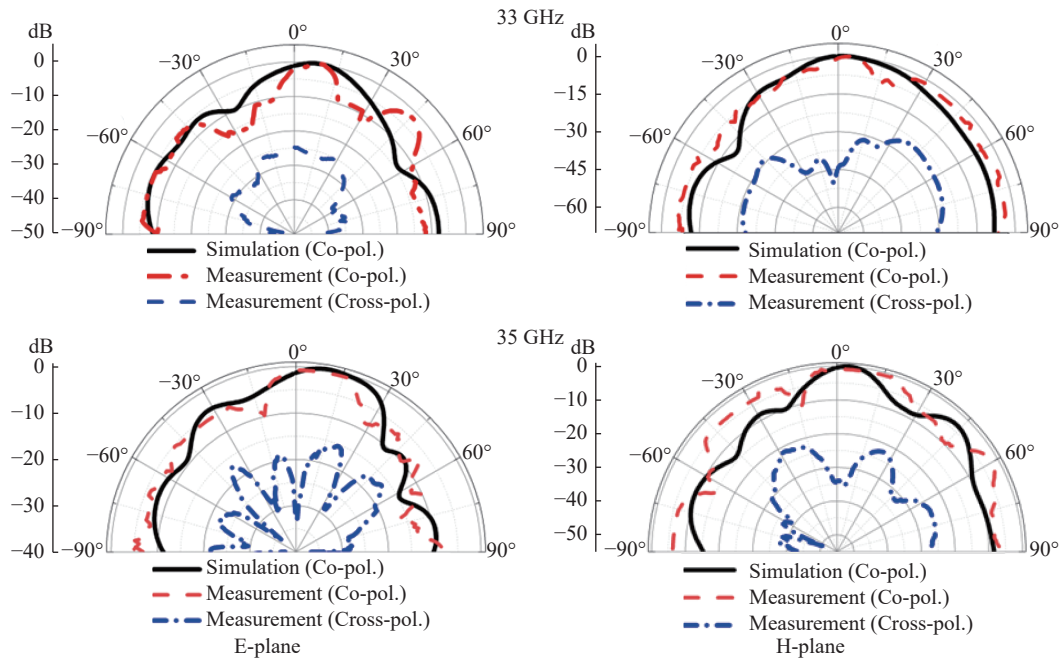 33 GHz
dB
0
−10
−20
−30
−40
−50
−90°
−60°
−30°
0°
30°
60°
90°
Simulation (Co-pol.)
Measurement (Co-pol.)
Measurement (Cross-pol.)
dB
0
−15
−30
−45
−60
−90°
−60°
−30°
0°
30°
60°
90°
Simulation (Co-pol.)
Measurement (Co-pol.)
Measurement (Cross-pol.)
35 GHz
dB
0
−10
−20
−30
−40
−90°
−60°
−30°
0°
30°
60°
90°
Simulation (Co-pol.)
Measurement (Co-pol.)
Measurement (Cross-pol.)
E-plane
dB
0
−10
−20
−30
−40
−50
−90°
−60°
−30°
0°
30°
60°
90°
Simulation (Co-pol.)
Measurement (Co-pol.)
Measurement (Cross-pol.)
H-plane